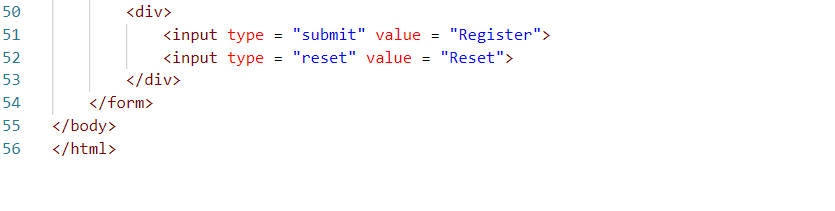 50 <div>
51 <input type = "submit" value = "Register">
52 <input type = "reset" value = "Reset">
53 </div>
54 </form>
55 </body>
56 </html>